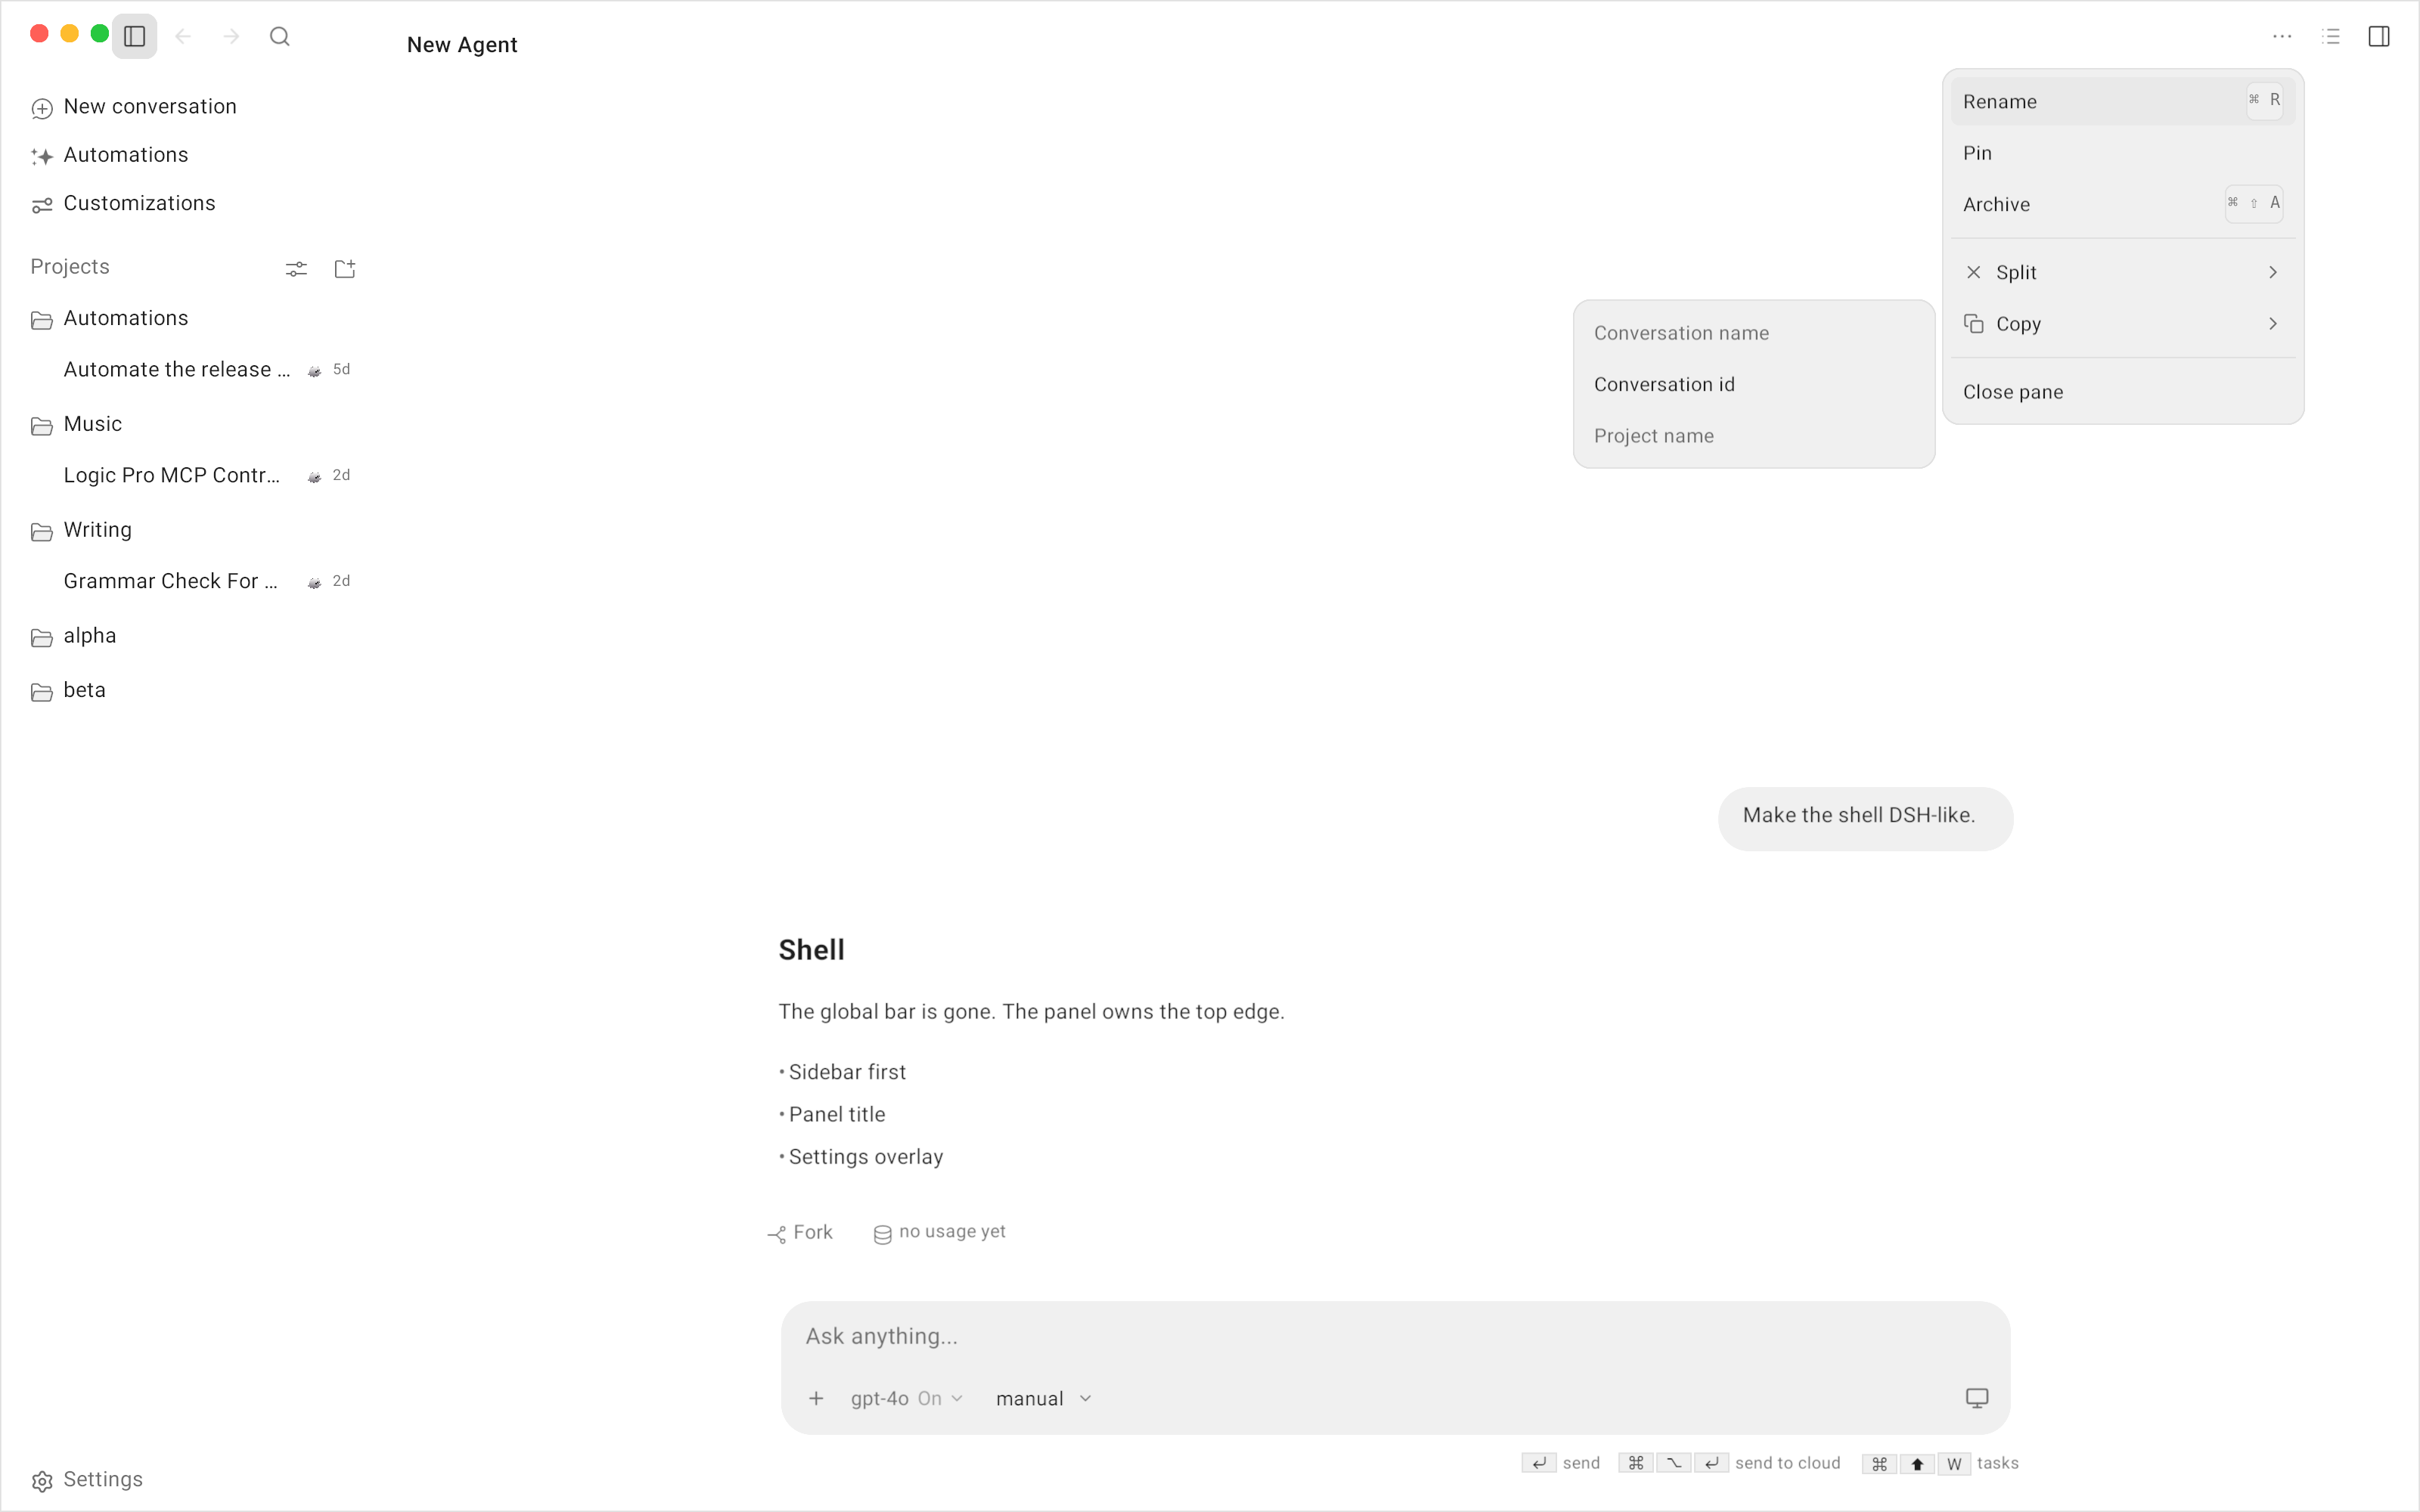 New Agent
New conversation
Automations
Customizations
Projects
Automations
Automate the release ... 5d
Music
Logic Pro MCP Contr... 2d
Writing
Grammar Check For ... 2d
alpha
beta
Settings
Rename ⌘ R
Pin
Archive ⌘ ⇧ A
Split
Copy
Close pane
Conversation name
Conversation id
Project name
Make the shell DSH-like.
Shell
The global bar is gone. The panel owns the top edge.
• Sidebar first
• Panel title
• Settings overlay
Fork no usage yet
Ask anything...
gpt-4o On manual
↵ send ⌘ ⌥ ↵ send to cloud ⌘ ⬆ W tasks